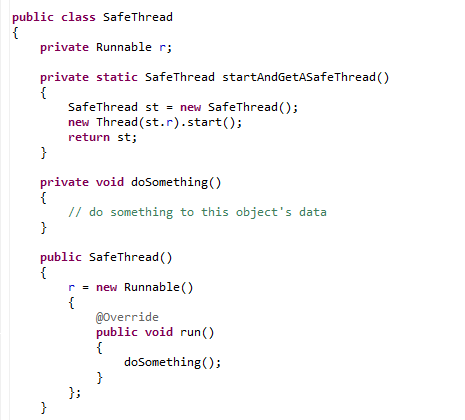 public class SafeThread
{
    private Runnable r;

    private static SafeThread startAndGetASafeThread()
    {
        SafeThread st = new SafeThread();
        new Thread(st.r).start();
        return st;
    }

    private void doSomething()
    {
        // do something to this object's data
    }

    public SafeThread()
    {
        r = new Runnable()
        {
            @Override
            public void run()
            {
                doSomething();
            }
        };
    }